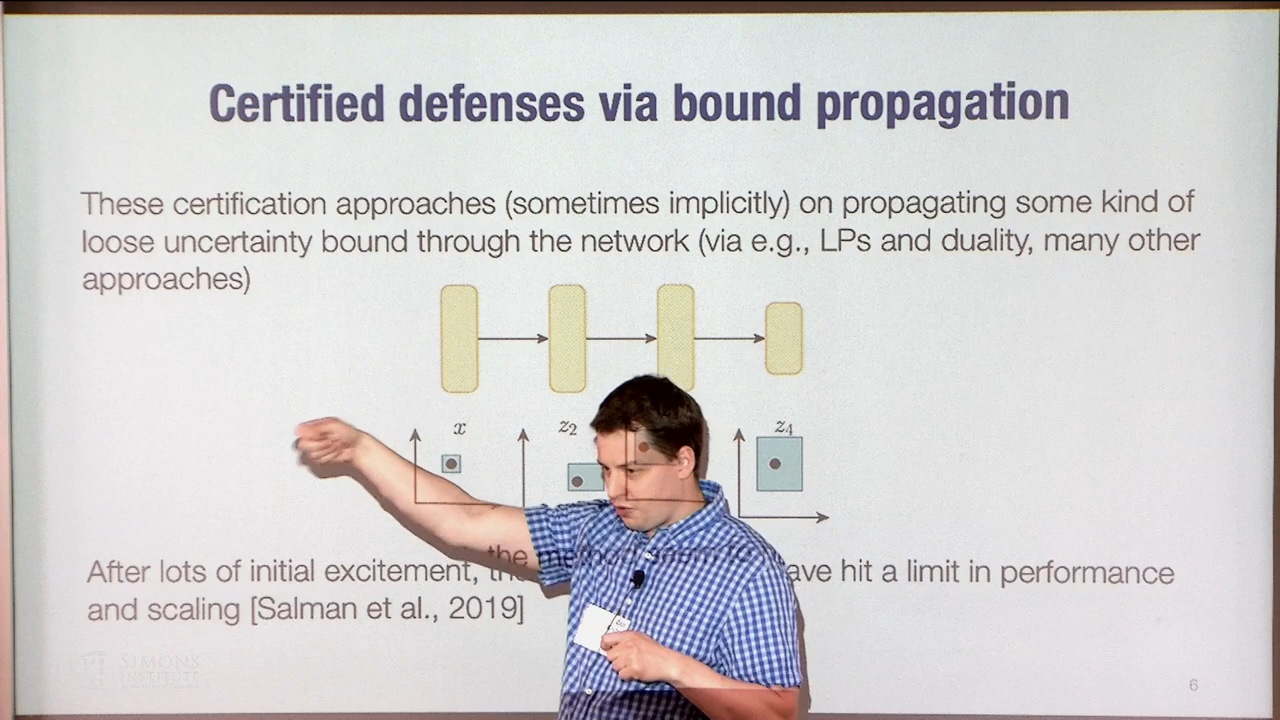 Certified defenses via bound propagation
These certification approaches (sometimes implicitly) on propagating some kind of
loose uncertainty bound through the network (via e.g., LPs and duality, many other
approaches)
x z2 z4
After lots of initial excitement, the ave hit a limit in performance
and scaling [Salman et al., 2019]
SIMONS
INSTITUTE
6